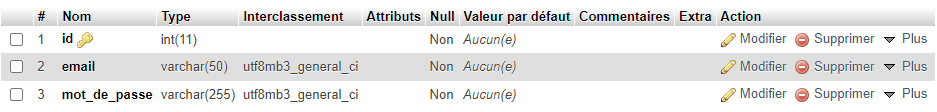 # Nom Type Interclassement Attributs Null Valeur par défaut Commentaires Extra Action
1 id int(11) Non Aucun(e) Modifier Supprimer Plus
2 email varchar(50) utf8mb3_general_ci Non Aucun(e) Modifier Supprimer Plus
3 mot_de_passe varchar(255) utf8mb3_general_ci Non Aucun(e) Modifier Supprimer Plus